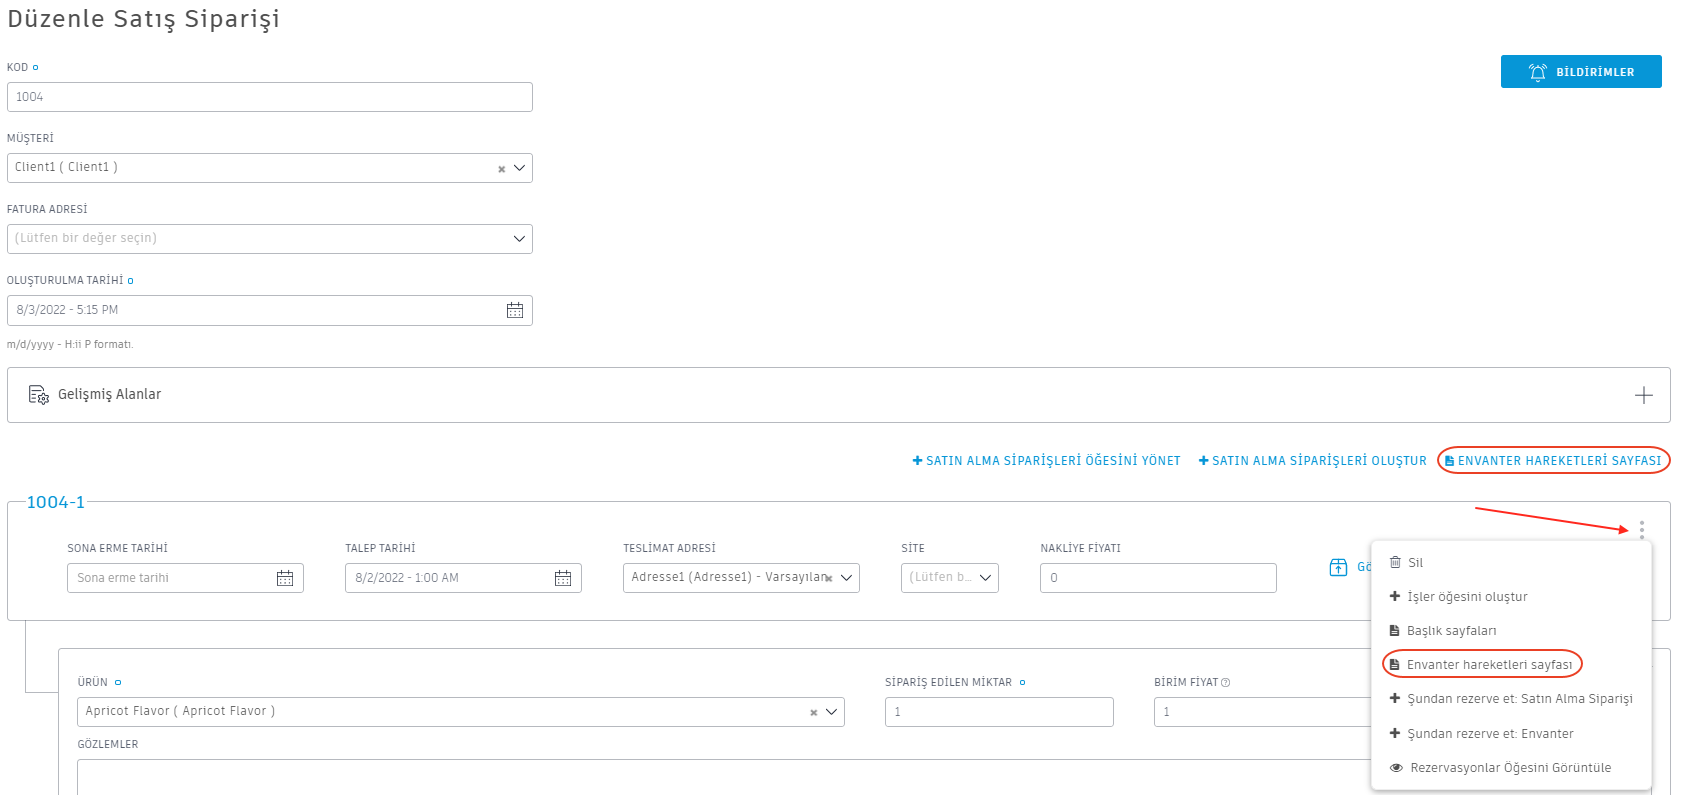 Düzenle Satış Siparişi
KOD
1004
BİLDİRİMLER
MÜŞTERİ
Client1 ( Client1 )
FATURA ADRESİ
(Lütfen bir değer seçin)
OLUŞTURULMA TARİHİ
8/3/2022 - 5:15 PM
m/d/yyyy - H:ii P formatı.
Gelişmiş Alanlar
SATIN ALMA SİPARİŞLERİ ÖĞESİNİ YÖNET
SATIN ALMA SİPARİŞLERİ OLUŞTUR
ENVANTER HAREKETLERİ SAYFASI
1004-1
SONA ERME TARİHİ
Sona erme tarihi
TALEP TARİHİ
8/2/2022 - 1:00 AM
TESLİMAT ADRESİ
Adresse1 (Adresse1) - Varsayılan
SİTE
(Lütfen b...
NAKLİYE FİYATI
0
Gö
Sil
İşler öğesini oluştur
Başlık sayfaları
Envanter hareketleri sayfası
Şundan rezerve et: Satın Alma Siparişi
Şundan rezerve et: Envanter
Rezervasyonlar Öğesini Görüntüle
ÜRÜN
Apricot Flavor ( Apricot Flavor )
SİPARİŞ EDİLEN MİKTAR
1
BİRİM FİYAT
1
GÖZLEMLER